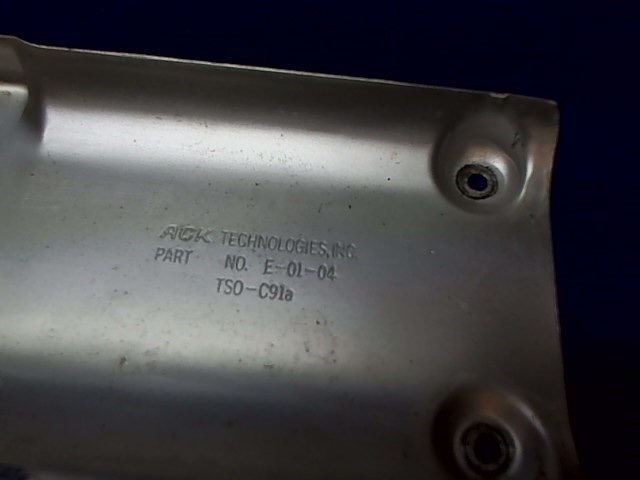 ACK TECHNOLOGIES, INC.
PART NO. E-01-04
TSO-C91a